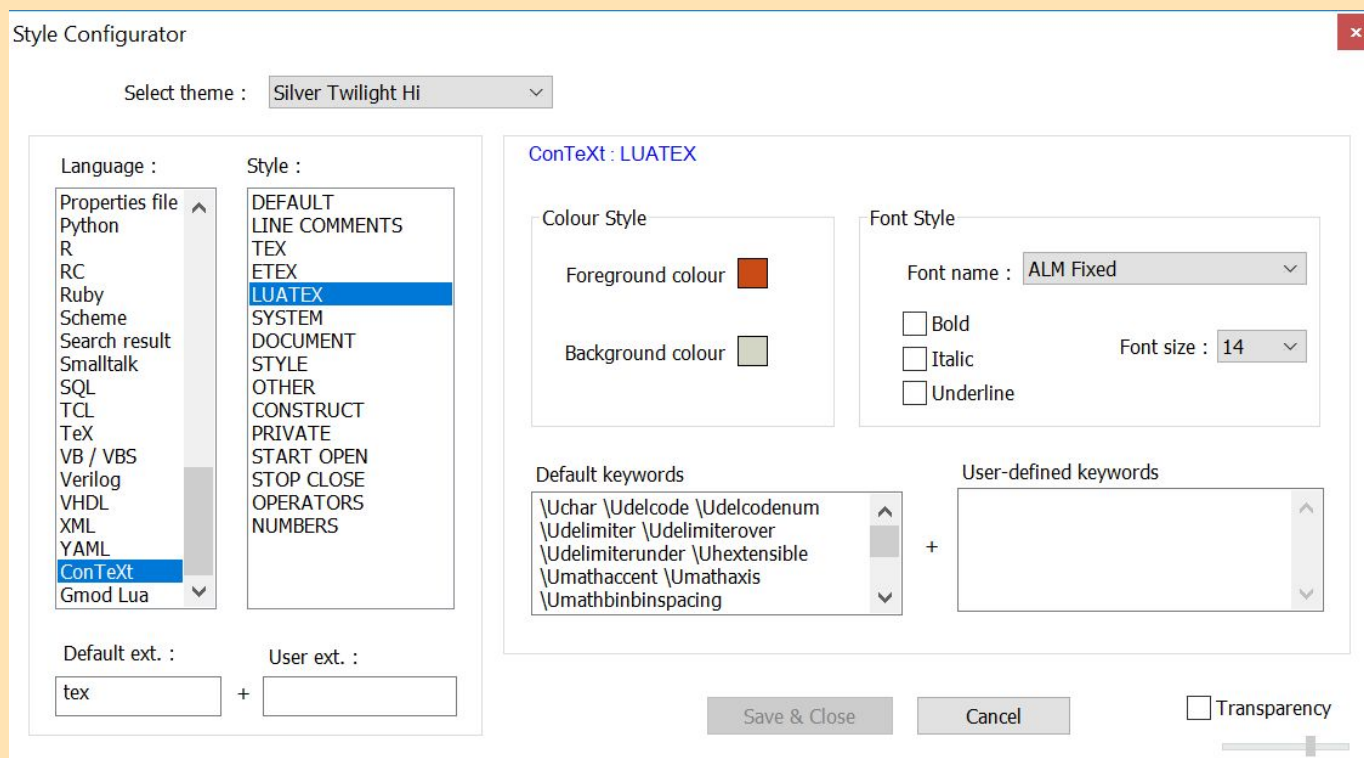 Style Configurator
x
Select theme : Silver Twilight Hi
Language :
Properties file
Python
R
RC
Ruby
Scheme
Search result
Smalltalk
SQL
TCL
TeX
VB / VBS
Verilog
VHDL
XML
YAML
ConTeXt
Gmod Lua
Style :
DEFAULT
LINE COMMENTS
TEX
ETEX
LUATEX
SYSTEM
DOCUMENT
STYLE
OTHER
CONSTRUCT
PRIVATE
START OPEN
STOP CLOSE
OPERATORS
NUMBERS
Default ext. :
tex
+
User ext. :
ConTeXt : LUATEX
Colour Style
Foreground colour
Background colour
Font Style
Font name : ALM Fixed
Bold
Italic
Underline
Font size : 14
Default keywords
\Uchar \Udelcode \Udelcodenum
\Udelimiter \Udelimiterover
\Udelimiterunder \Uhextensible
\Umathaccent \Umathaxis
\Umathbinbinspacing
+
User-defined keywords
Save & Close
Cancel
Transparency